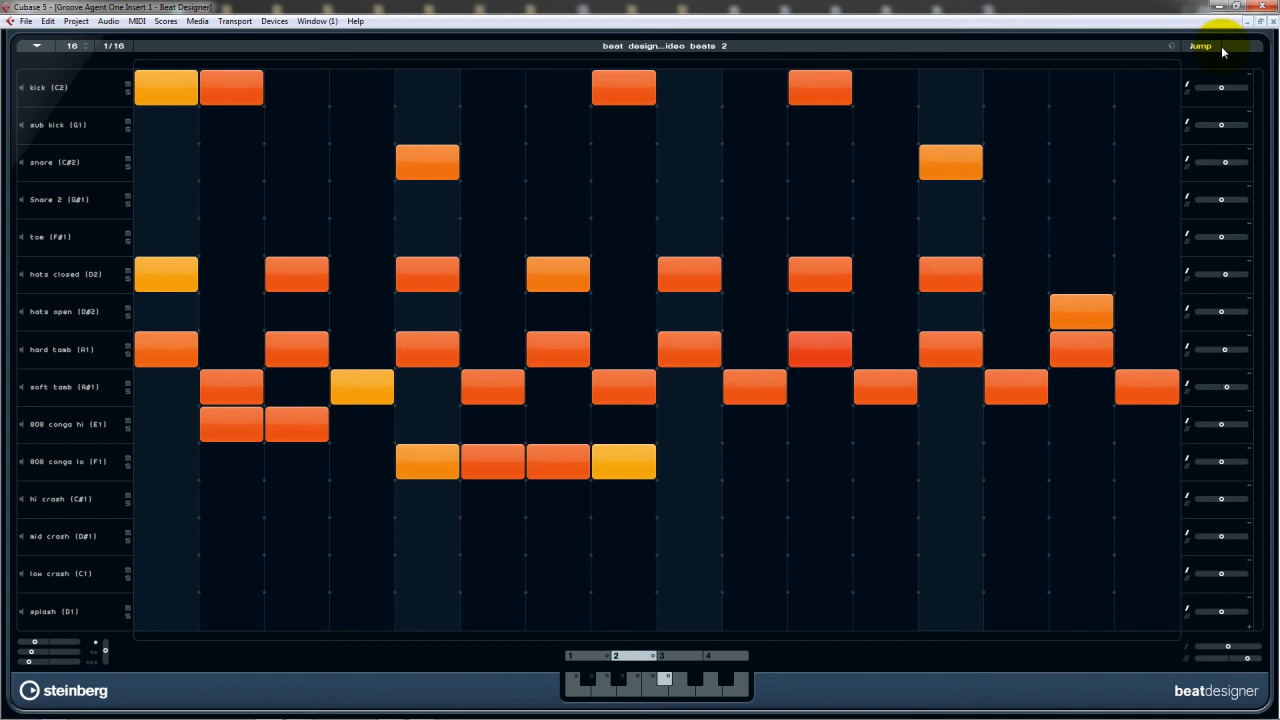 Cubase 5 - [Groove Agent One Insert 1 - Beat Designer]
File Edit Project Audio MIDI Scores Media Transport Devices Window (1) Help
16 1/16 beat design...ideo beats 2 Jump
kick (C2)
sub kick (G1)
snare (C#2)
Snare 2 (G#1)
tom (F#1)
hats closed (D2)
hats open (D#2)
hard tamb (A1)
soft tamb (A#1)
808 conga hi (E1)
808 conga lo (F1)
hi crash (C#1)
mid crash (D#1)
low crash (C1)
splash (D1)
1 2 3 4
steinberg beatdesigner